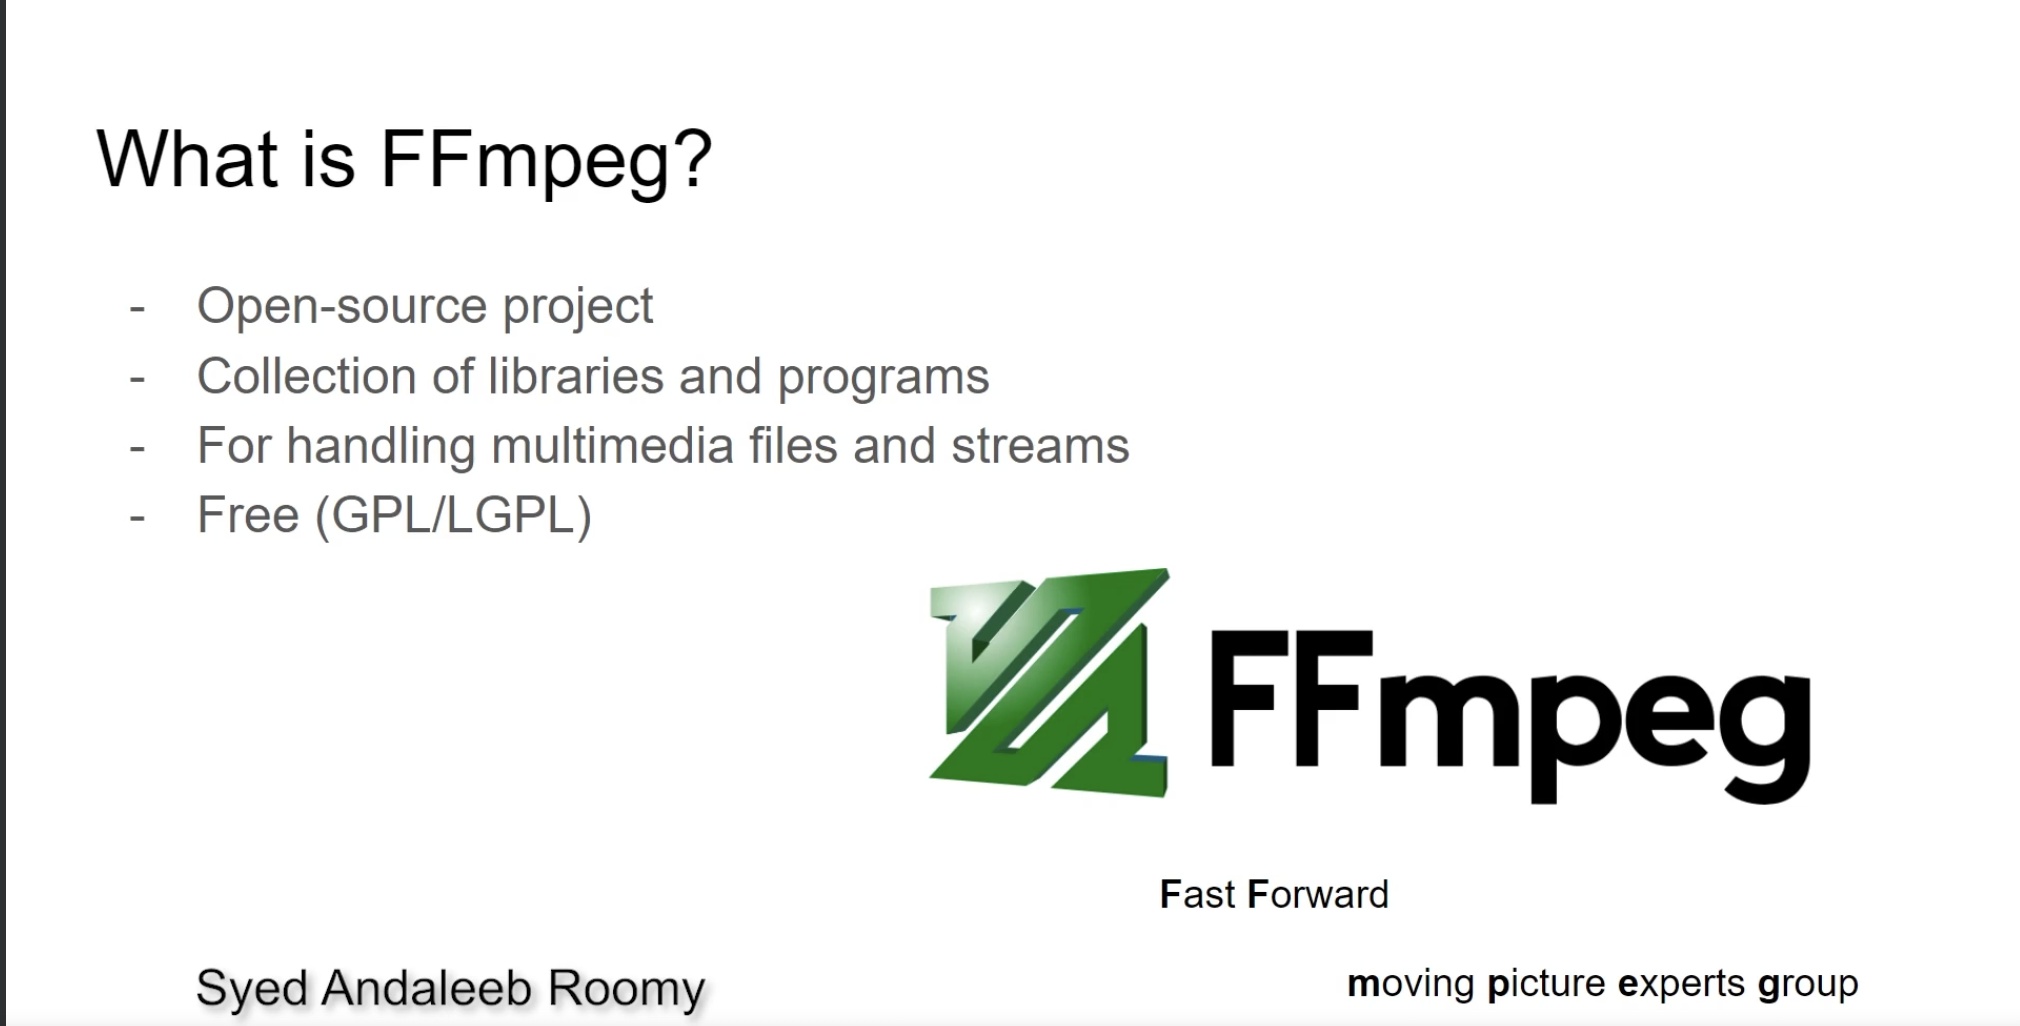 What is FFmpeg?
- Open-source project
- Collection of libraries and programs
- For handling multimedia files and streams
- Free (GPL/LGPL)
FFmpeg
Fast Forward
moving picture experts group
Syed Andaleeb Roomy